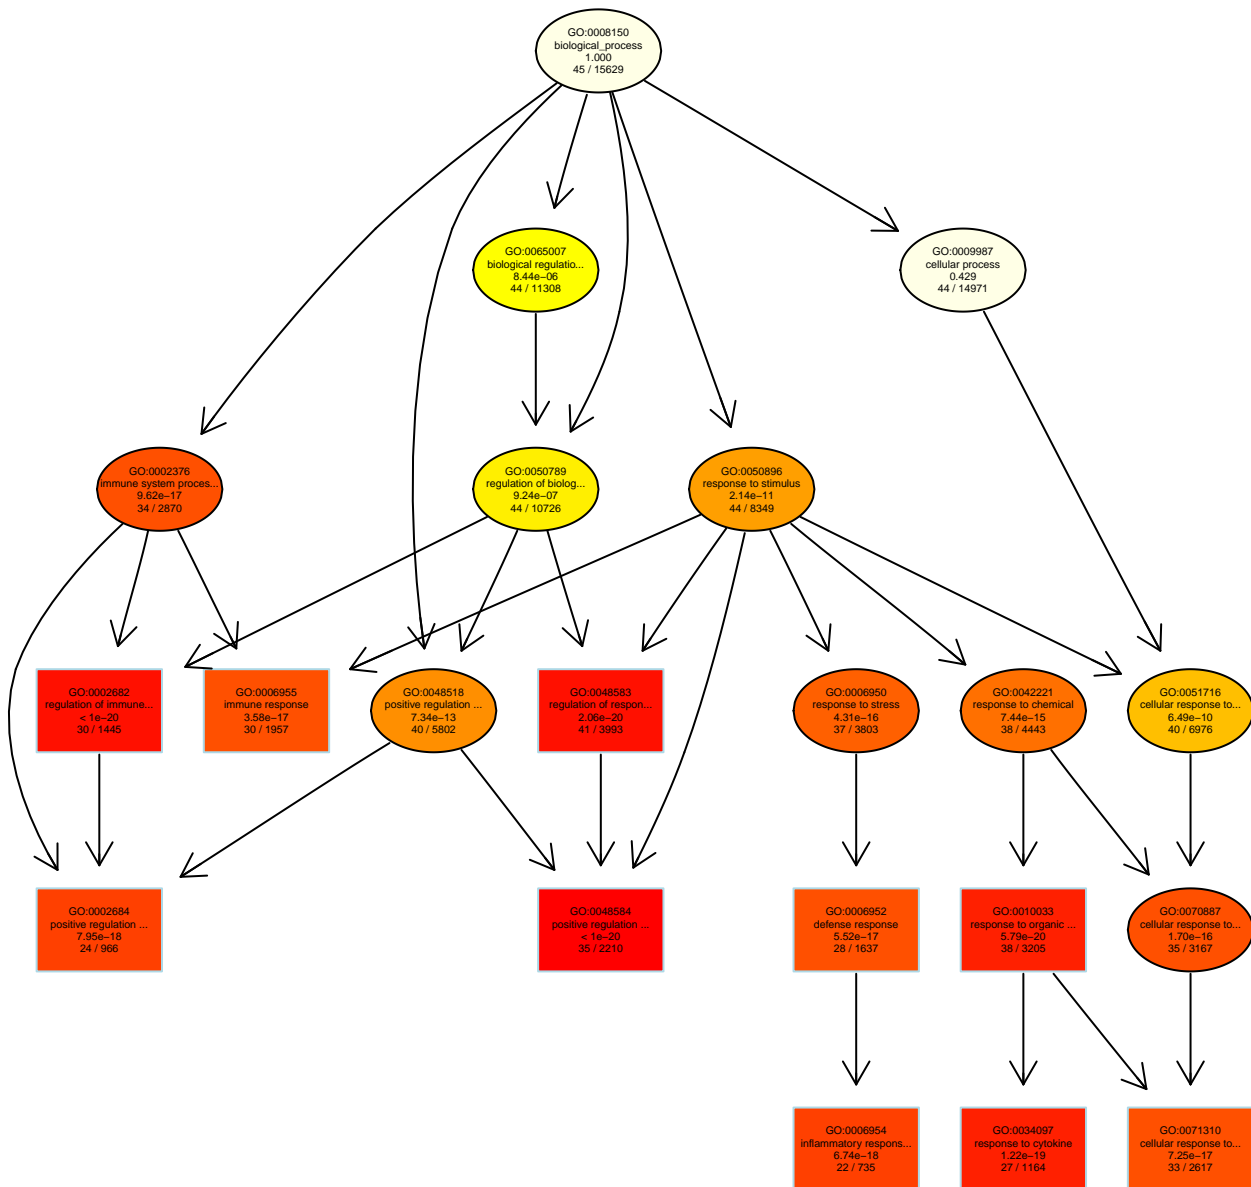 GO:0008150
biological_process
1.000
45 / 15629
GO:0065007
biological regulatio...
8.44e−06
44 / 11308
GO:0009987
cellular process
0.429
44 / 14971
GO:0002376
immune system proces...
9.62e−17
34 / 2870
GO:0050789
regulation of biolog...
9.24e−07
44 / 10726
GO:0050896
response to stimulus
2.14e−11
44 / 8349
GO:0002682
regulation of immune...
< 1e−20
30 / 1445
GO:0006955
immune response
3.58e−17
30 / 1957
GO:0048518
positive regulation ...
7.34e−13
40 / 5802
GO:0048583
regulation of respon...
2.06e−20
41 / 3993
GO:0006950
response to stress
4.31e−16
37 / 3803
GO:0042221
response to chemical
7.44e−15
38 / 4443
GO:0051716
cellular response to...
6.49e−10
40 / 6976
GO:0002684
positive regulation ...
7.95e−18
24 / 966
GO:0048584
positive regulation ...
< 1e−20
35 / 2210
GO:0006952
defense response
5.52e−17
28 / 1637
GO:0010033
response to organic ...
5.79e−20
38 / 3205
GO:0070887
cellular response to...
1.70e−16
35 / 3167
GO:0006954
inflammatory respons...
6.74e−18
22 / 735
GO:0034097
response to cytokine
1.22e−19
27 / 1164
GO:0071310
cellular response to...
7.25e−17
33 / 2617